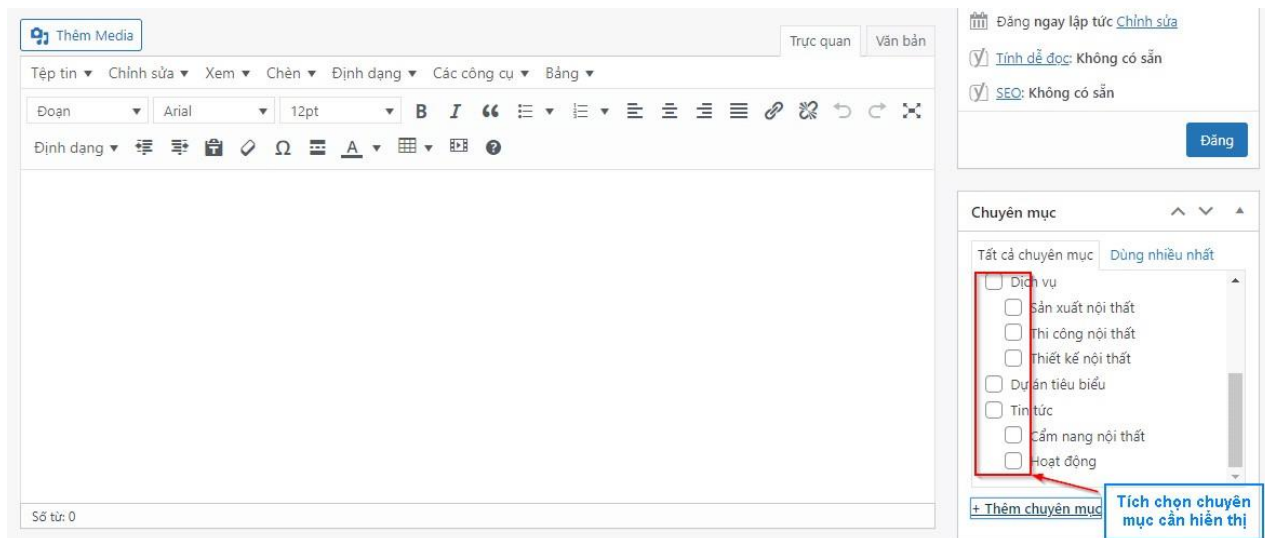 Thêm Media
Trực quan Văn bản
Tệp tin Chỉnh sửa Xem Chèn Định dạng Các công cụ Bảng
Đoạn Arial 12pt B I
Định dạng Ω A
Số từ: 0
Đăng ngay lập tức Chỉnh sửa
Tính dễ đọc: Không có sẵn
SEO: Không có sẵn
Đăng
Chuyên mục
Tất cả chuyên mục Dùng nhiều nhất
Dịch vụ
Sản xuất nội thất
Thi công nội thất
Thiết kế nội thất
Dự án tiêu biểu
Tin tức
Cẩm nang nội thất
Hoạt động
+ Thêm chuyên mục
Tích chọn chuyên
mục cần hiển thị